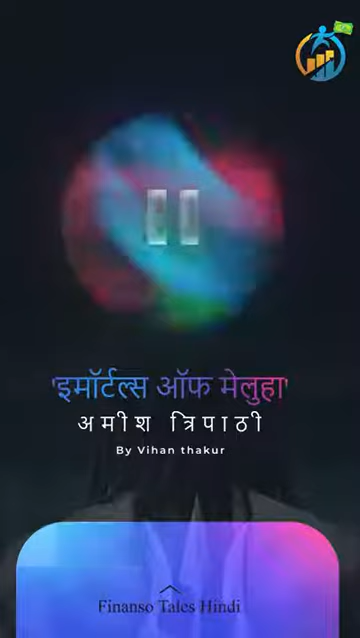 'इमॉर्टल्स ऑफ मेलुहा'
अमीश त्रिपाठी
By Vihan thakur
Finanso Tales Hindi